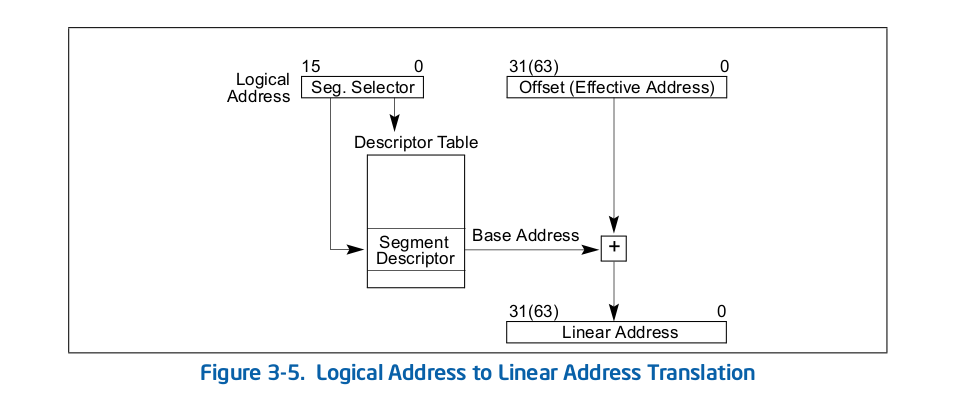 15 0
31(63) 0
Logical
Address
Seg. Selector
Offset (Effective Address)
Descriptor Table
Segment
Descriptor
Base Address
+
31(63) 0
Linear Address
Figure 3-5. Logical Address to Linear Address Translation